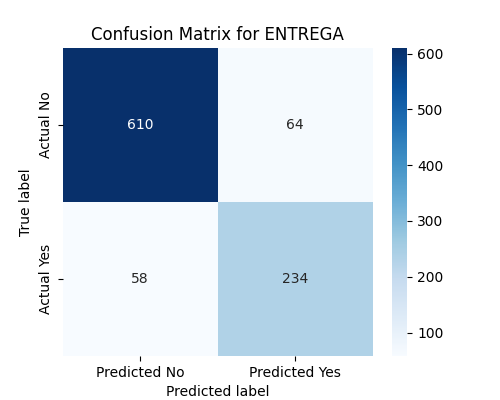 Confusion Matrix for ENTREGA
True label
Actual No
Actual Yes
610
64
58
234
Predicted No
Predicted Yes
Predicted label
600
500
400
300
200
100